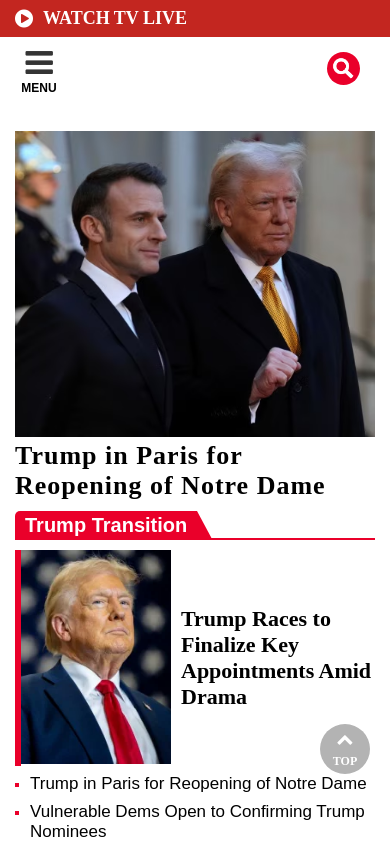 WATCH TV LIVE
MENU
Trump in Paris for
Reopening of Notre Dame
Trump Transition
Trump Races to
Finalize Key
Appointments Amid
Drama
TOP
Trump in Paris for Reopening of Notre Dame
Vulnerable Dems Open to Confirming Trump
Nominees